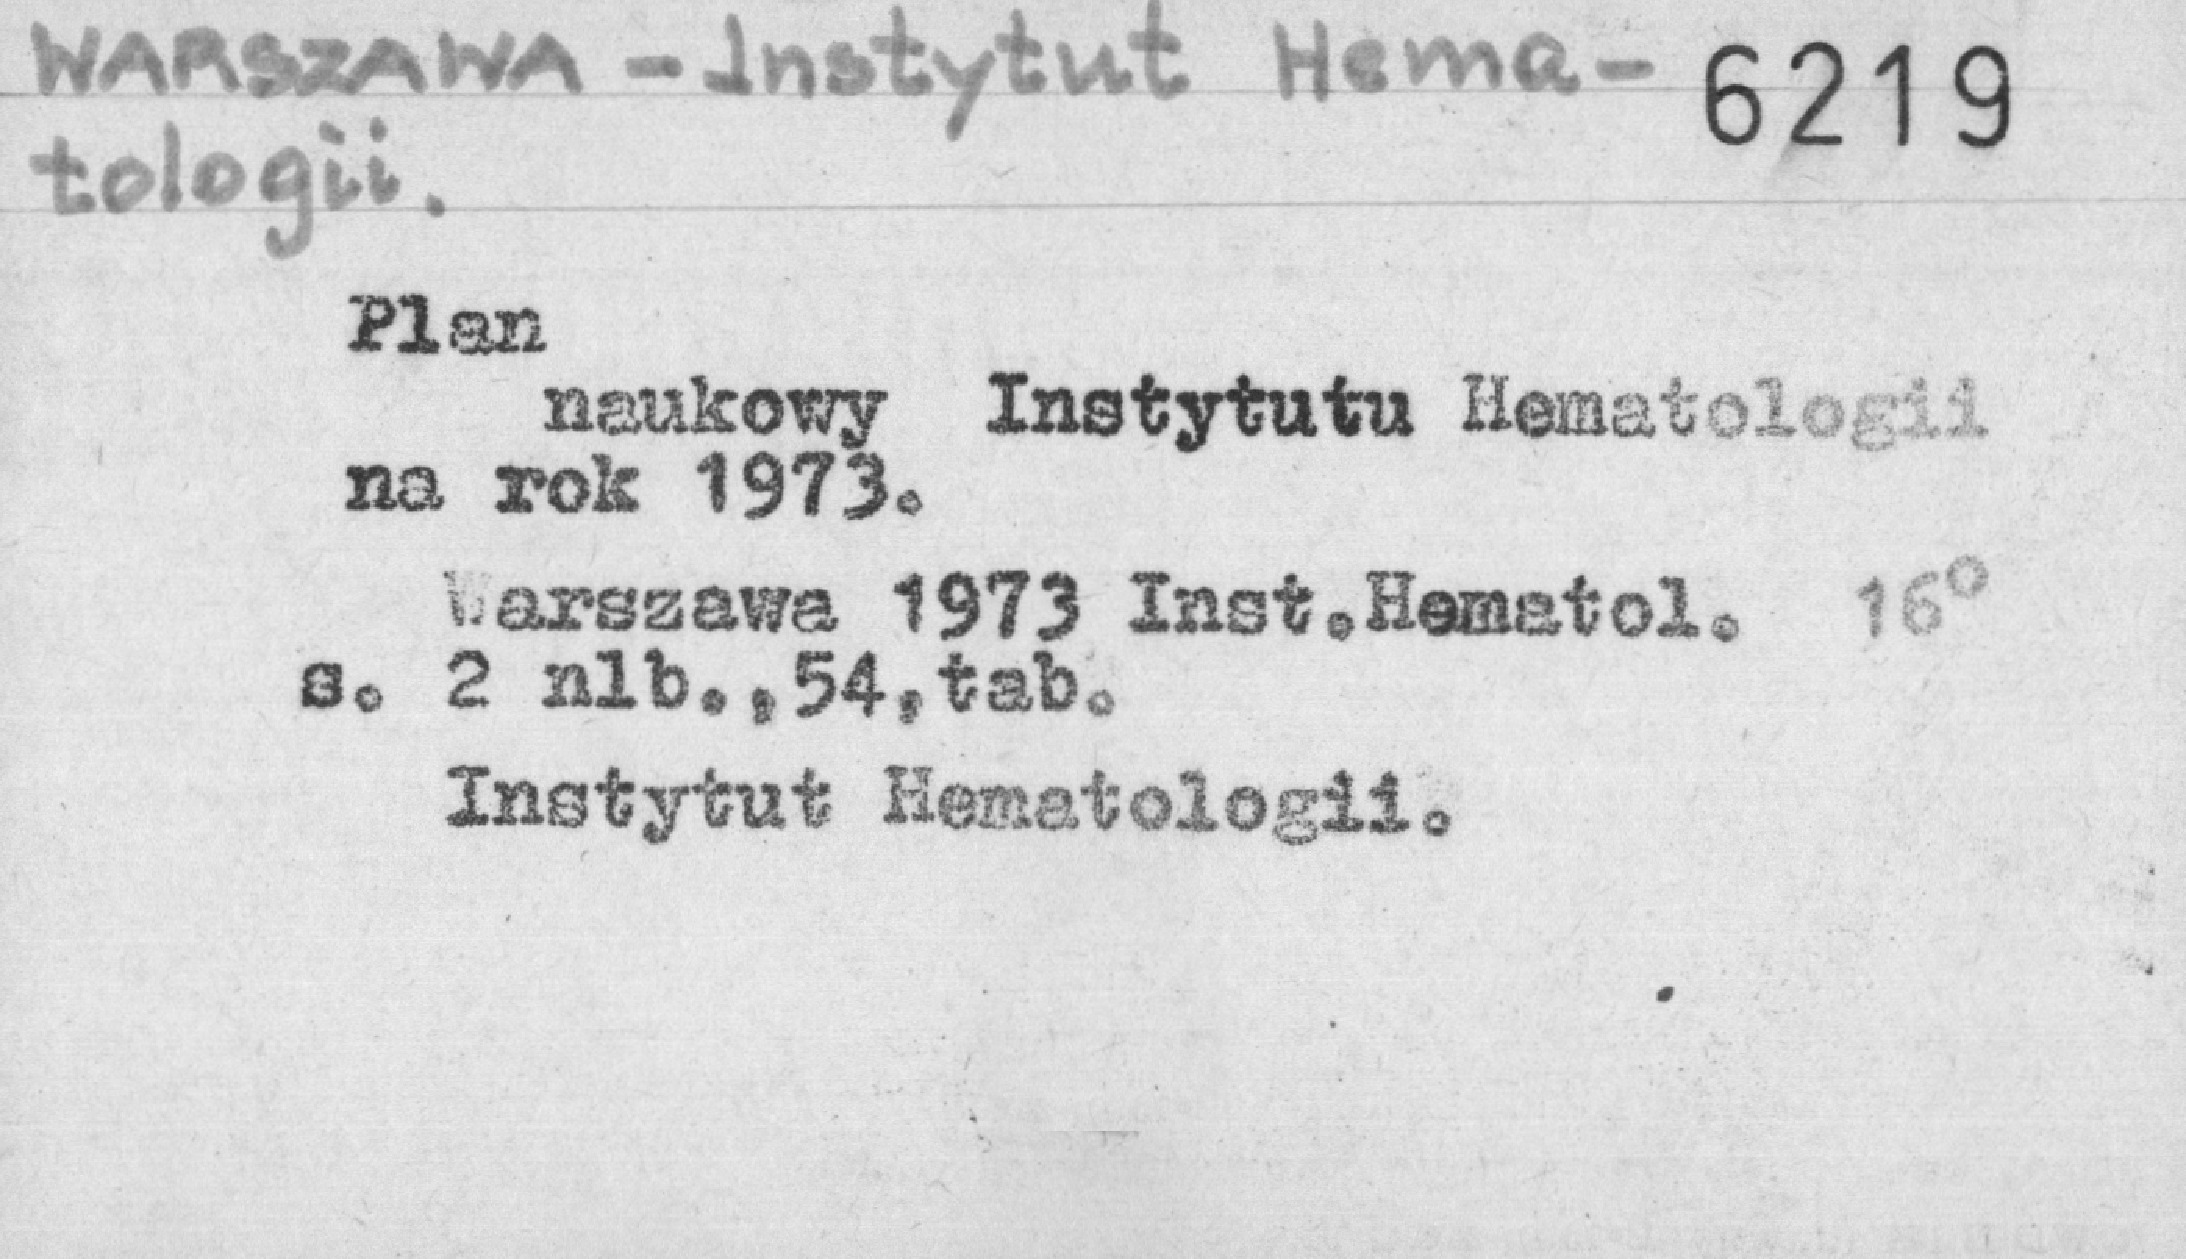 WARSZAWA - Instytut Hema- 6219
tologii.
Plan
naukowy Instytutu Hematologii
na rok 1973.
Warszawa 1973 Inst.Hematol. 16°
s. 2 nlb.,54,tab.
Instytut Hematologii.